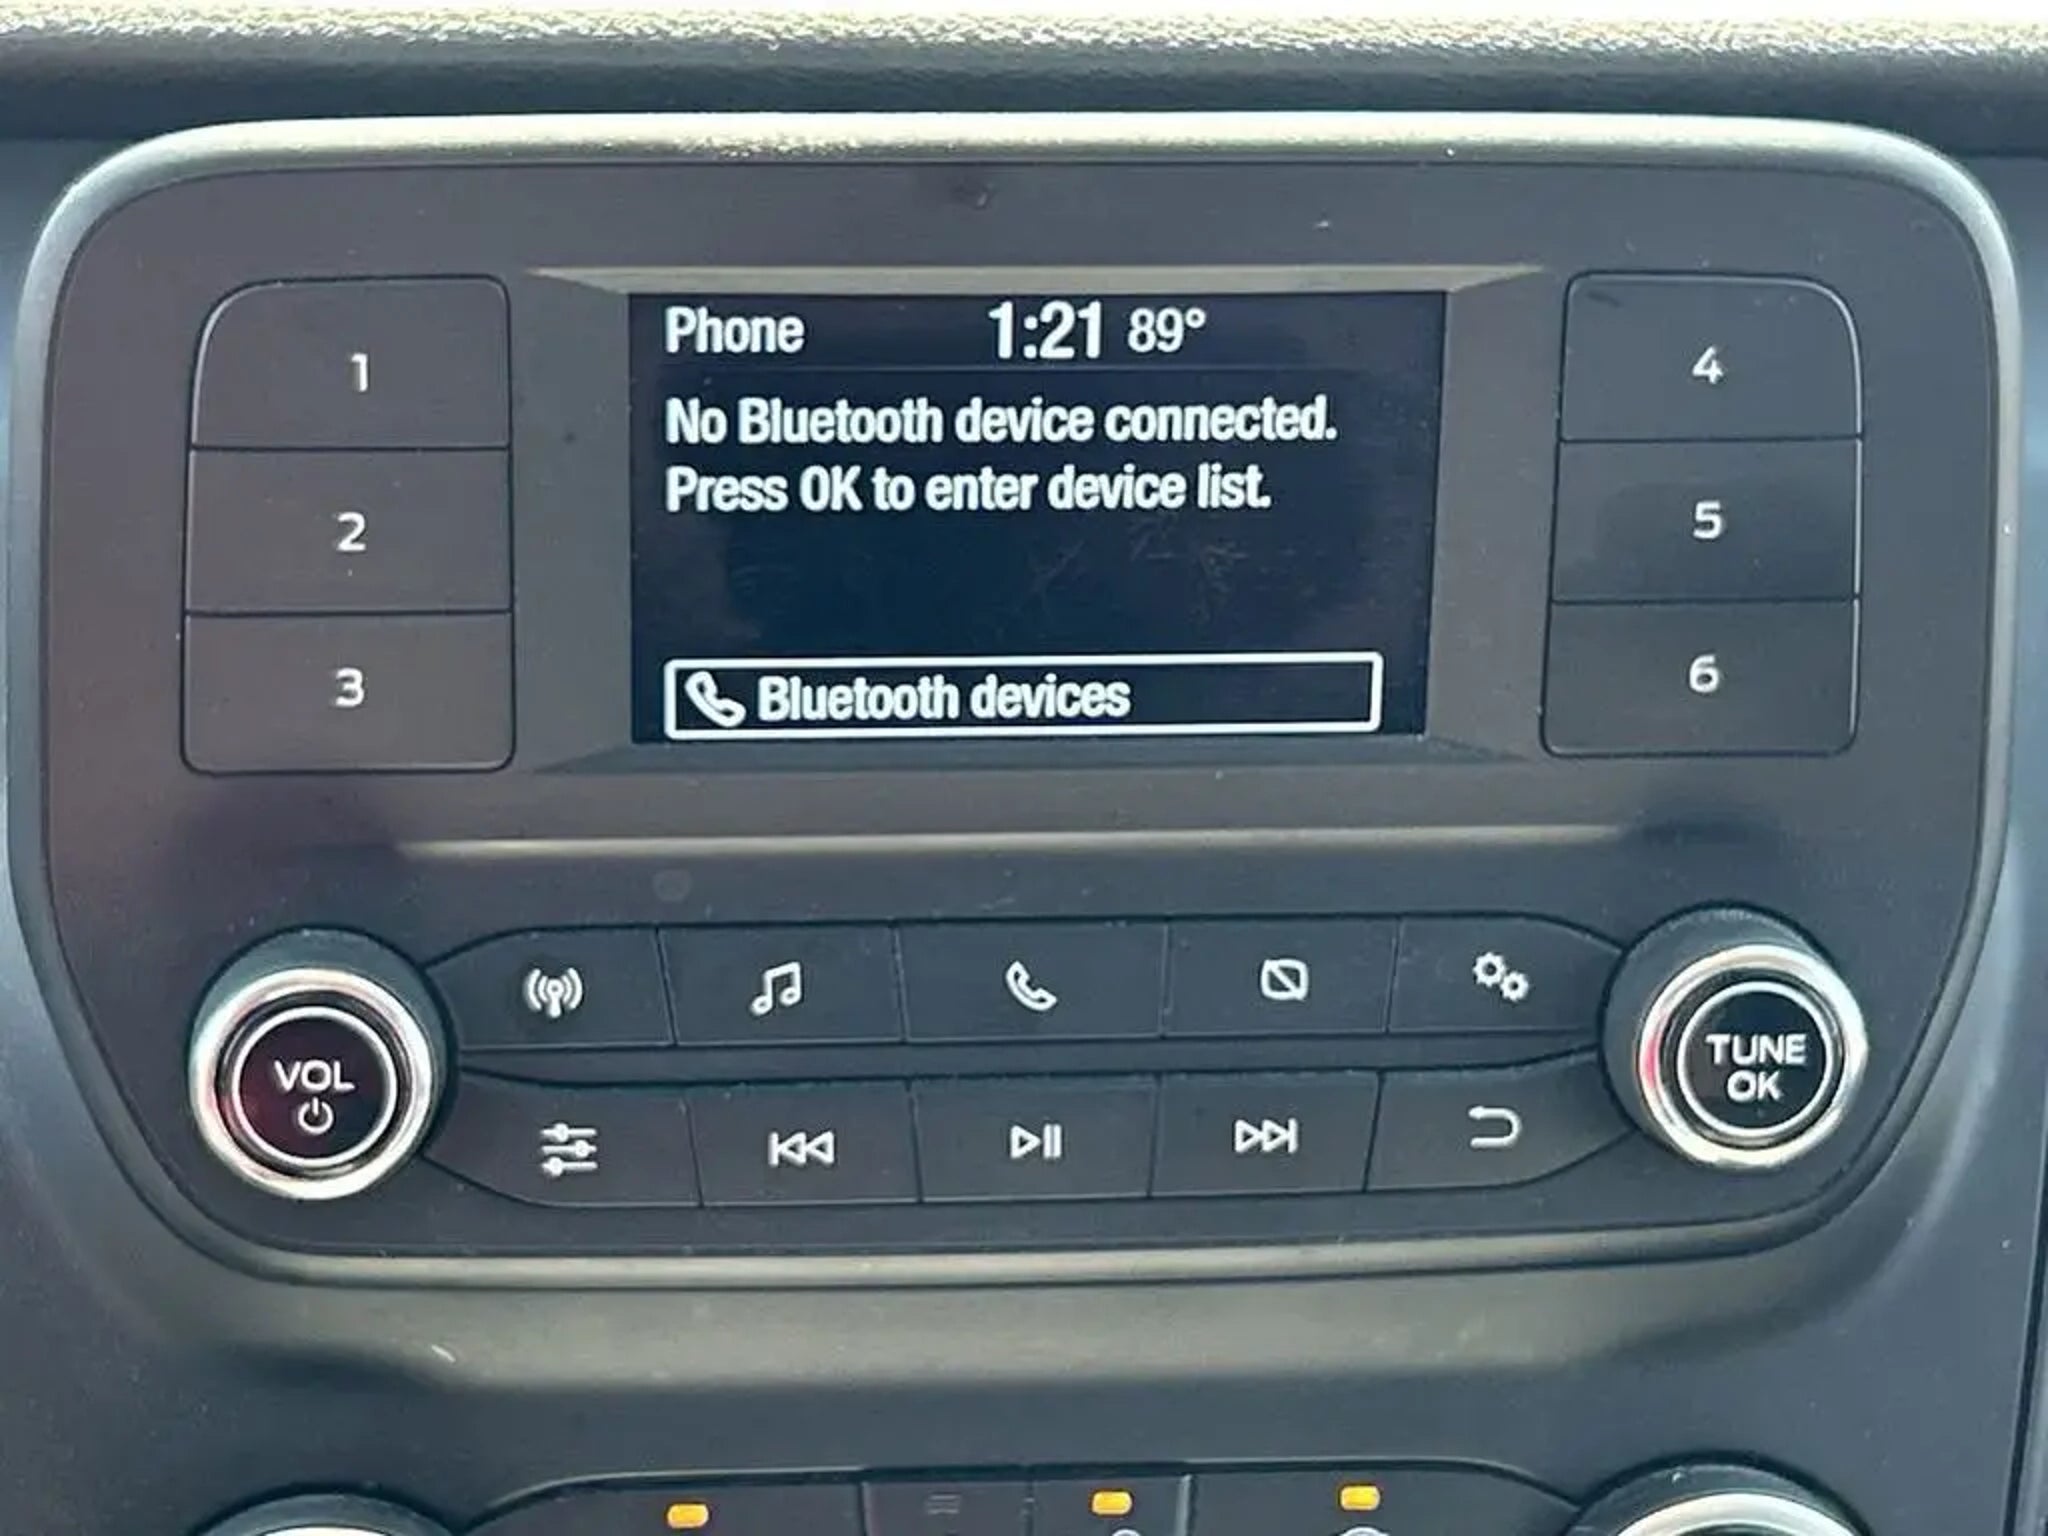 Phone 1:21 89°
No Bluetooth device connected.
Press OK to enter device list.
Bluetooth devices
1
2
3
4
5
6
VOL
TUNE
OK